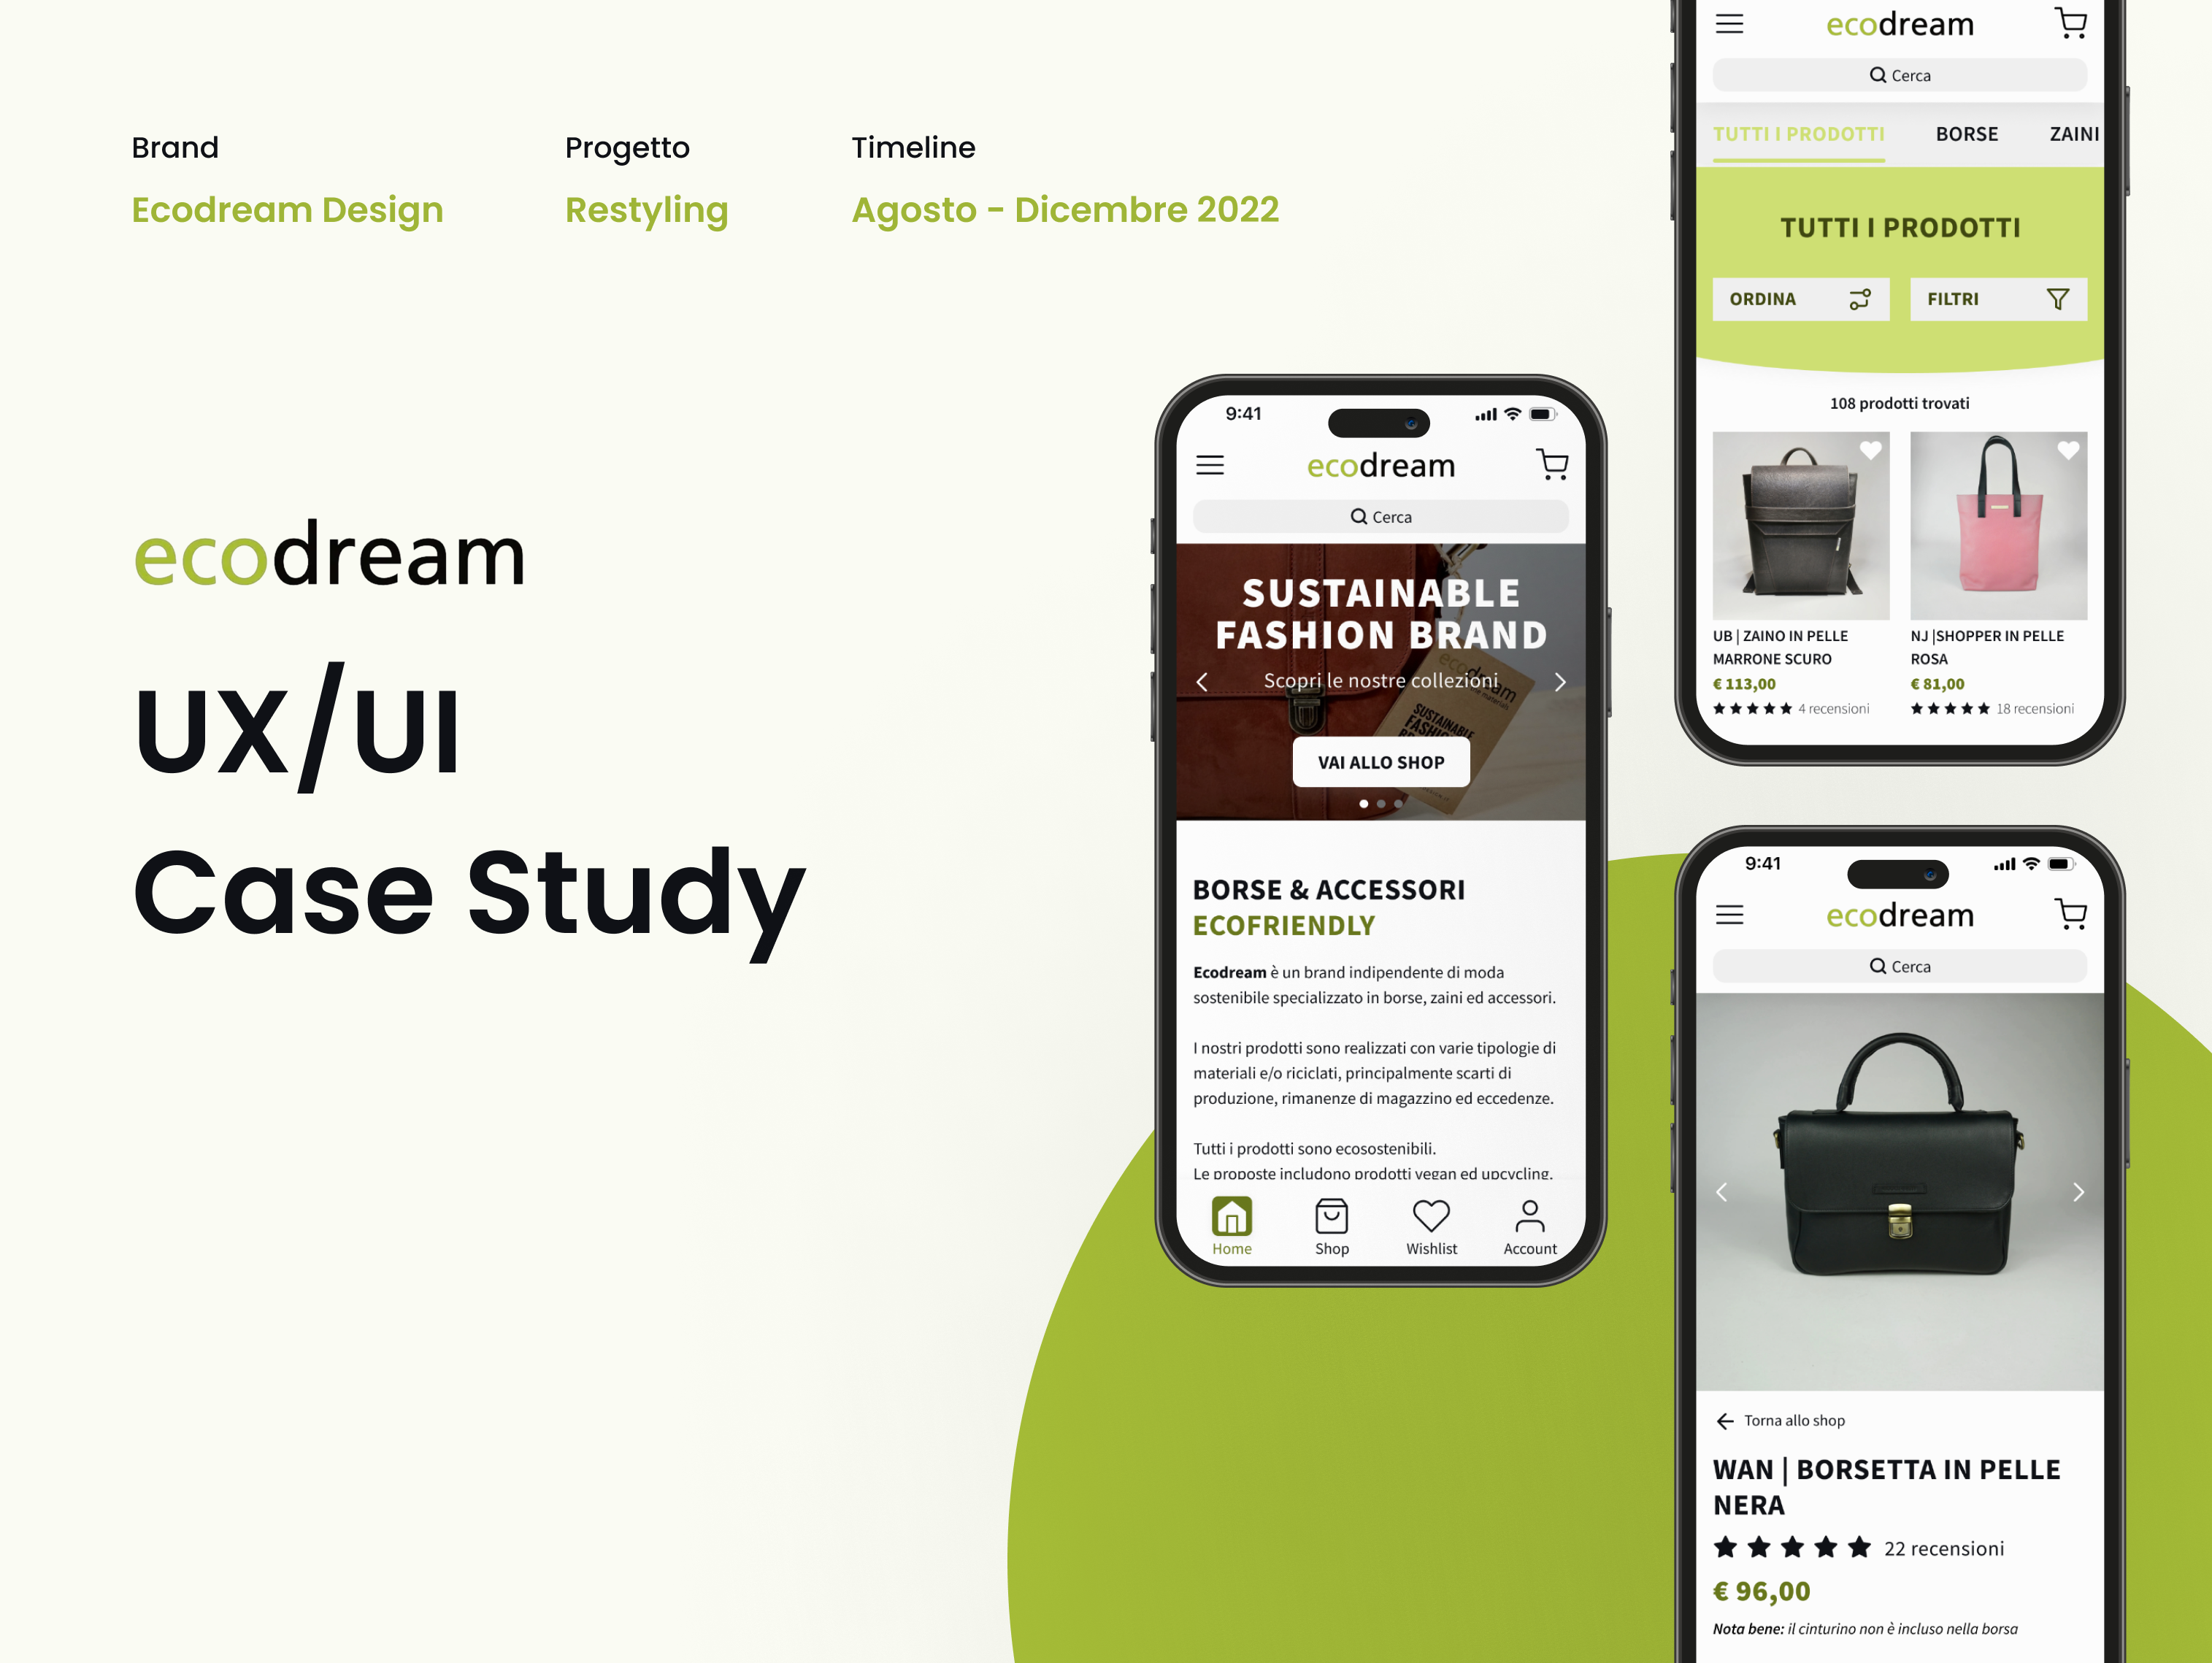 Brand
Ecodream Design
Progetto
Restyling
Timeline
Agosto - Dicembre 2022
ecodream
UX/UI
Case Study
9:41
ecodream
Cerca
SUSTAINABLE
FASHION BRAND
Scopri le nostre collezioni
ecodream
SUSTAINABLE
FASHION
VAI ALLO SHOP
BORSE & ACCESSORI
ECOFRIENDLY
Ecodream è un brand indipendente di moda
sostenibile specializzato in borse, zaini ed accessori.
I nostri prodotti sono realizzati con varie tipologie di
materiali e/o riciclati, principalmente scarti di
produzione, rimanenze di magazzino ed eccedenze.
Tutti i prodotti sono ecosostenibili.
Le proposte includono prodotti vegan ed upcycling.
Home
Shop
Wishlist
Account
ecodream
Cerca
TUTTI I PRODOTTI
BORSE
ZAINI
TUTTI I PRODOTTI
ORDINA
FILTRI
108 prodotti trovati
UB | ZAINO IN PELLE
MARRONE SCURO
€ 113,00
4 recensioni
NJ |SHOPPER IN PELLE
ROSA
€ 81,00
18 recensioni
9:41
ecodream
Cerca
Torna allo shop
WAN | BORSETTA IN PELLE
NERA
22 recensioni
€ 96,00
Nota bene: il cinturino non è incluso nella borsa